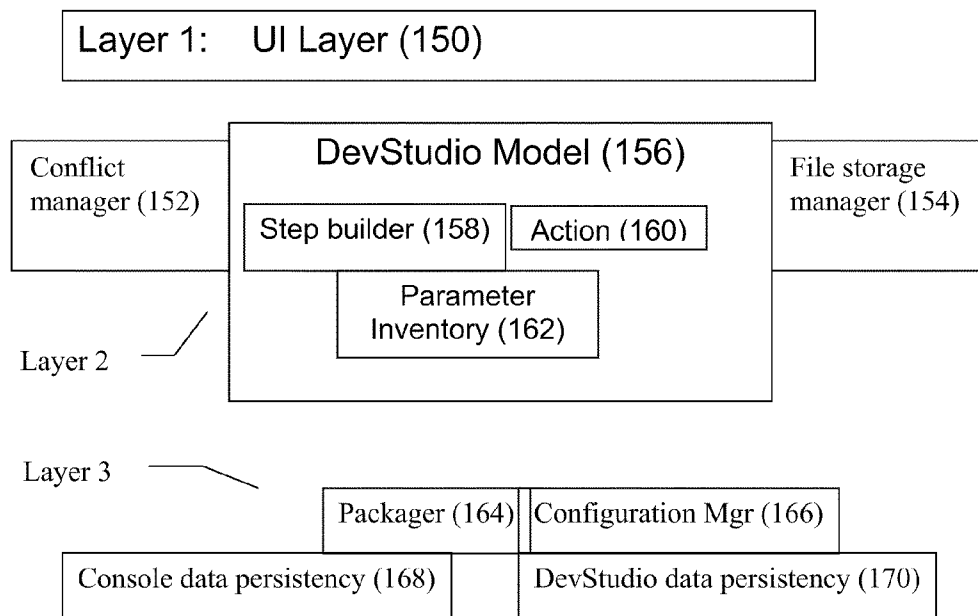 Layer 1: UI Layer (150)
DevStudio Model (156)
Conflict
manager (152)
File storage
manager (154)
Step builder (158)
Action (160)
Parameter
Inventory (162)
Layer 2
Layer 3
Packager (164)
Configuration Mgr (166)
Console data persistency (168)
DevStudio data persistency (170)